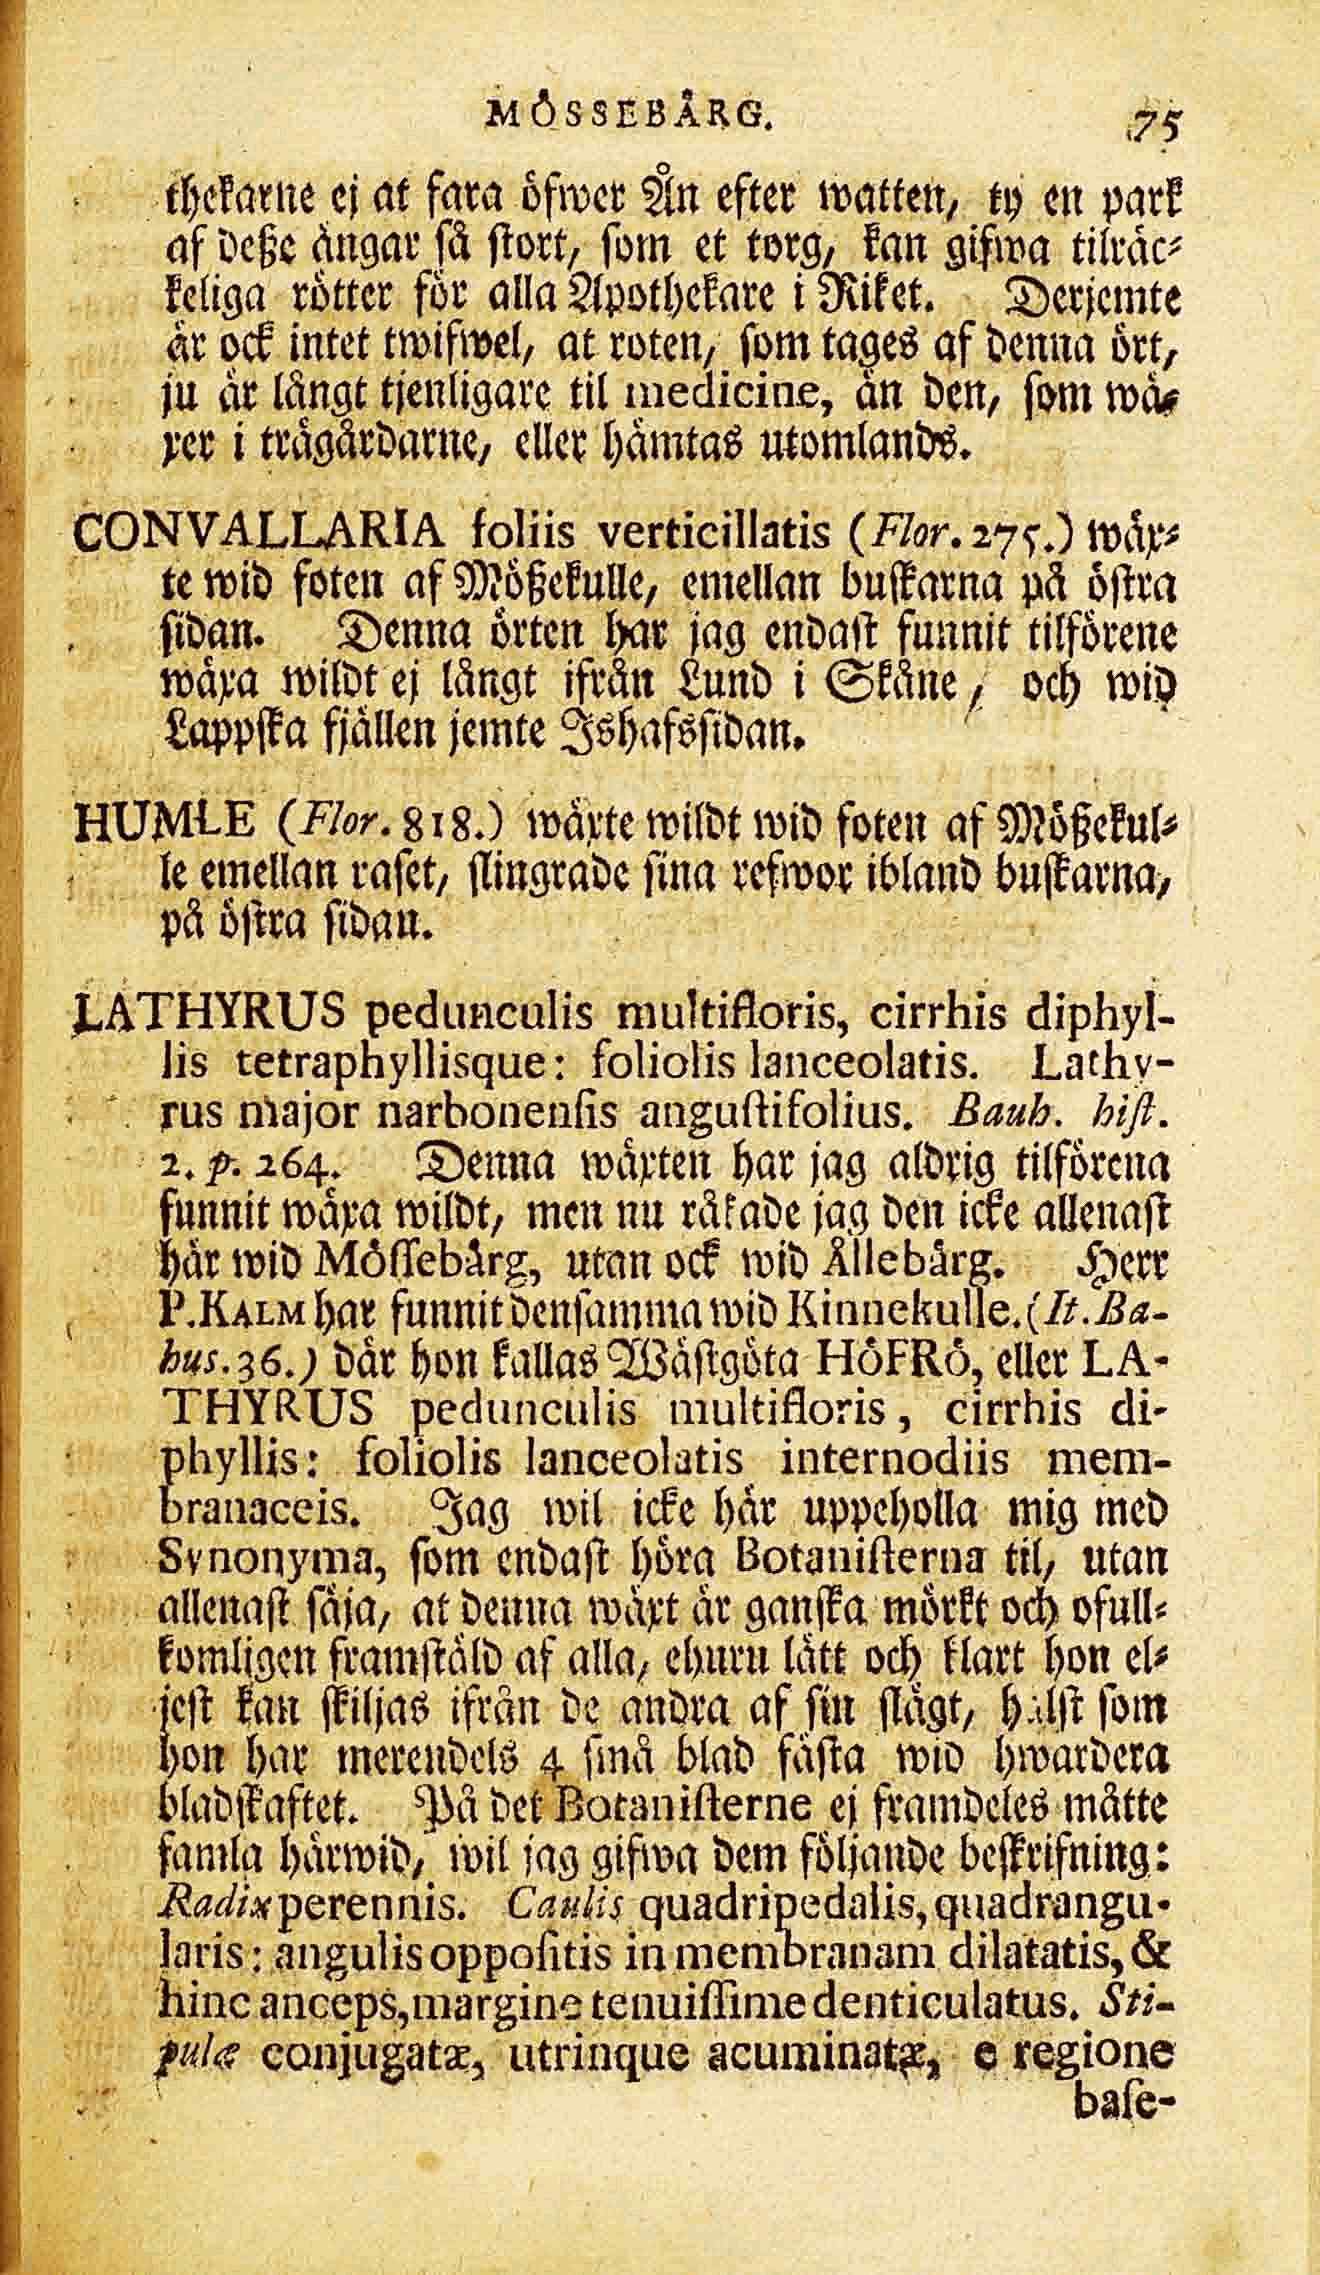 MÖSSEBÅRG. 75
thekarne ej at fara öfwer Ån efter watten, ty en park
af deße ängar så stort, som et torg, kan gifwa tilräc-
keliga rötter för alla Apothekare i Riket. Derjemte
är ock intet twifwel, at roten, som tages af denna ört,
ju är långt tjenligare til medicine, än den, som wä-
xer i trägårdarne, eller hämtas utomlands.
CONVALLARIA foliis verticillatis (Flor. 275.) wäx-
te wid foten af Mößekulle, emellan buskarna på östra
sidan. Denna örten har jag endast funnit tilförene
wäxa wildt ej långt ifrån Lund i Skåne, och wid
Lappska fjällen jemte Ishafssidan.
HUMLE (Flor. 818.) wäxte wildt wid foten af Mößekul-
le emellan raset, slingrade sina refwor ibland buskarna,
på östra sidan.
LATHYRUS pedunculis multifloris, cirrhis diphyl-
lis tetraphyllisque: foliolis lanceolatis. Lathy-
rus major narbonensis angustifolius. Bauh. hist.
2. p. 264. Denna wäxten har jag aldrig tilförena
funnit wäxa wildt, men nu råkade jag den icke allenast
här wid Mössebärg, utan ock wid Ållebärg. Herr
P. KALM har funnit densamma wid Kinnekulle. (It. Ba-
hus. 36.) där hon kallas Wästgöta HÖFRÖ, eller LA-
THYRUS pedunculis multifloris, cirrhis di-
phyllis: foliolis lanceolatis internodiis mem-
branaceis. Jag wil icke här uppeholla mig med
Synonyma, som endast höra Botanisterna til, utan
allenast säja, at denna wäxt är ganska mörkt och ofull-
komligen framstäld af alla, ehuru lätt och klart hon el-
jest kan skiljas ifrån de andra af sin slägt, hälst som
hon har merendels 4 små blad fästa wid hwardera
bladskaftet. På det Botanisterne ej framdeles måtte
famla härwid, wil jag gifwa dem följande beskrifning:
Radix perennis. Caulis quadripedalis, quadrangu-
laris: angulis oppositis in membranam dilatatis, &
hinc anceps, margine tenuissime denticulatus. Sti-
pulæ conjugatæ, utrinque acuminatæ, e regione
base-